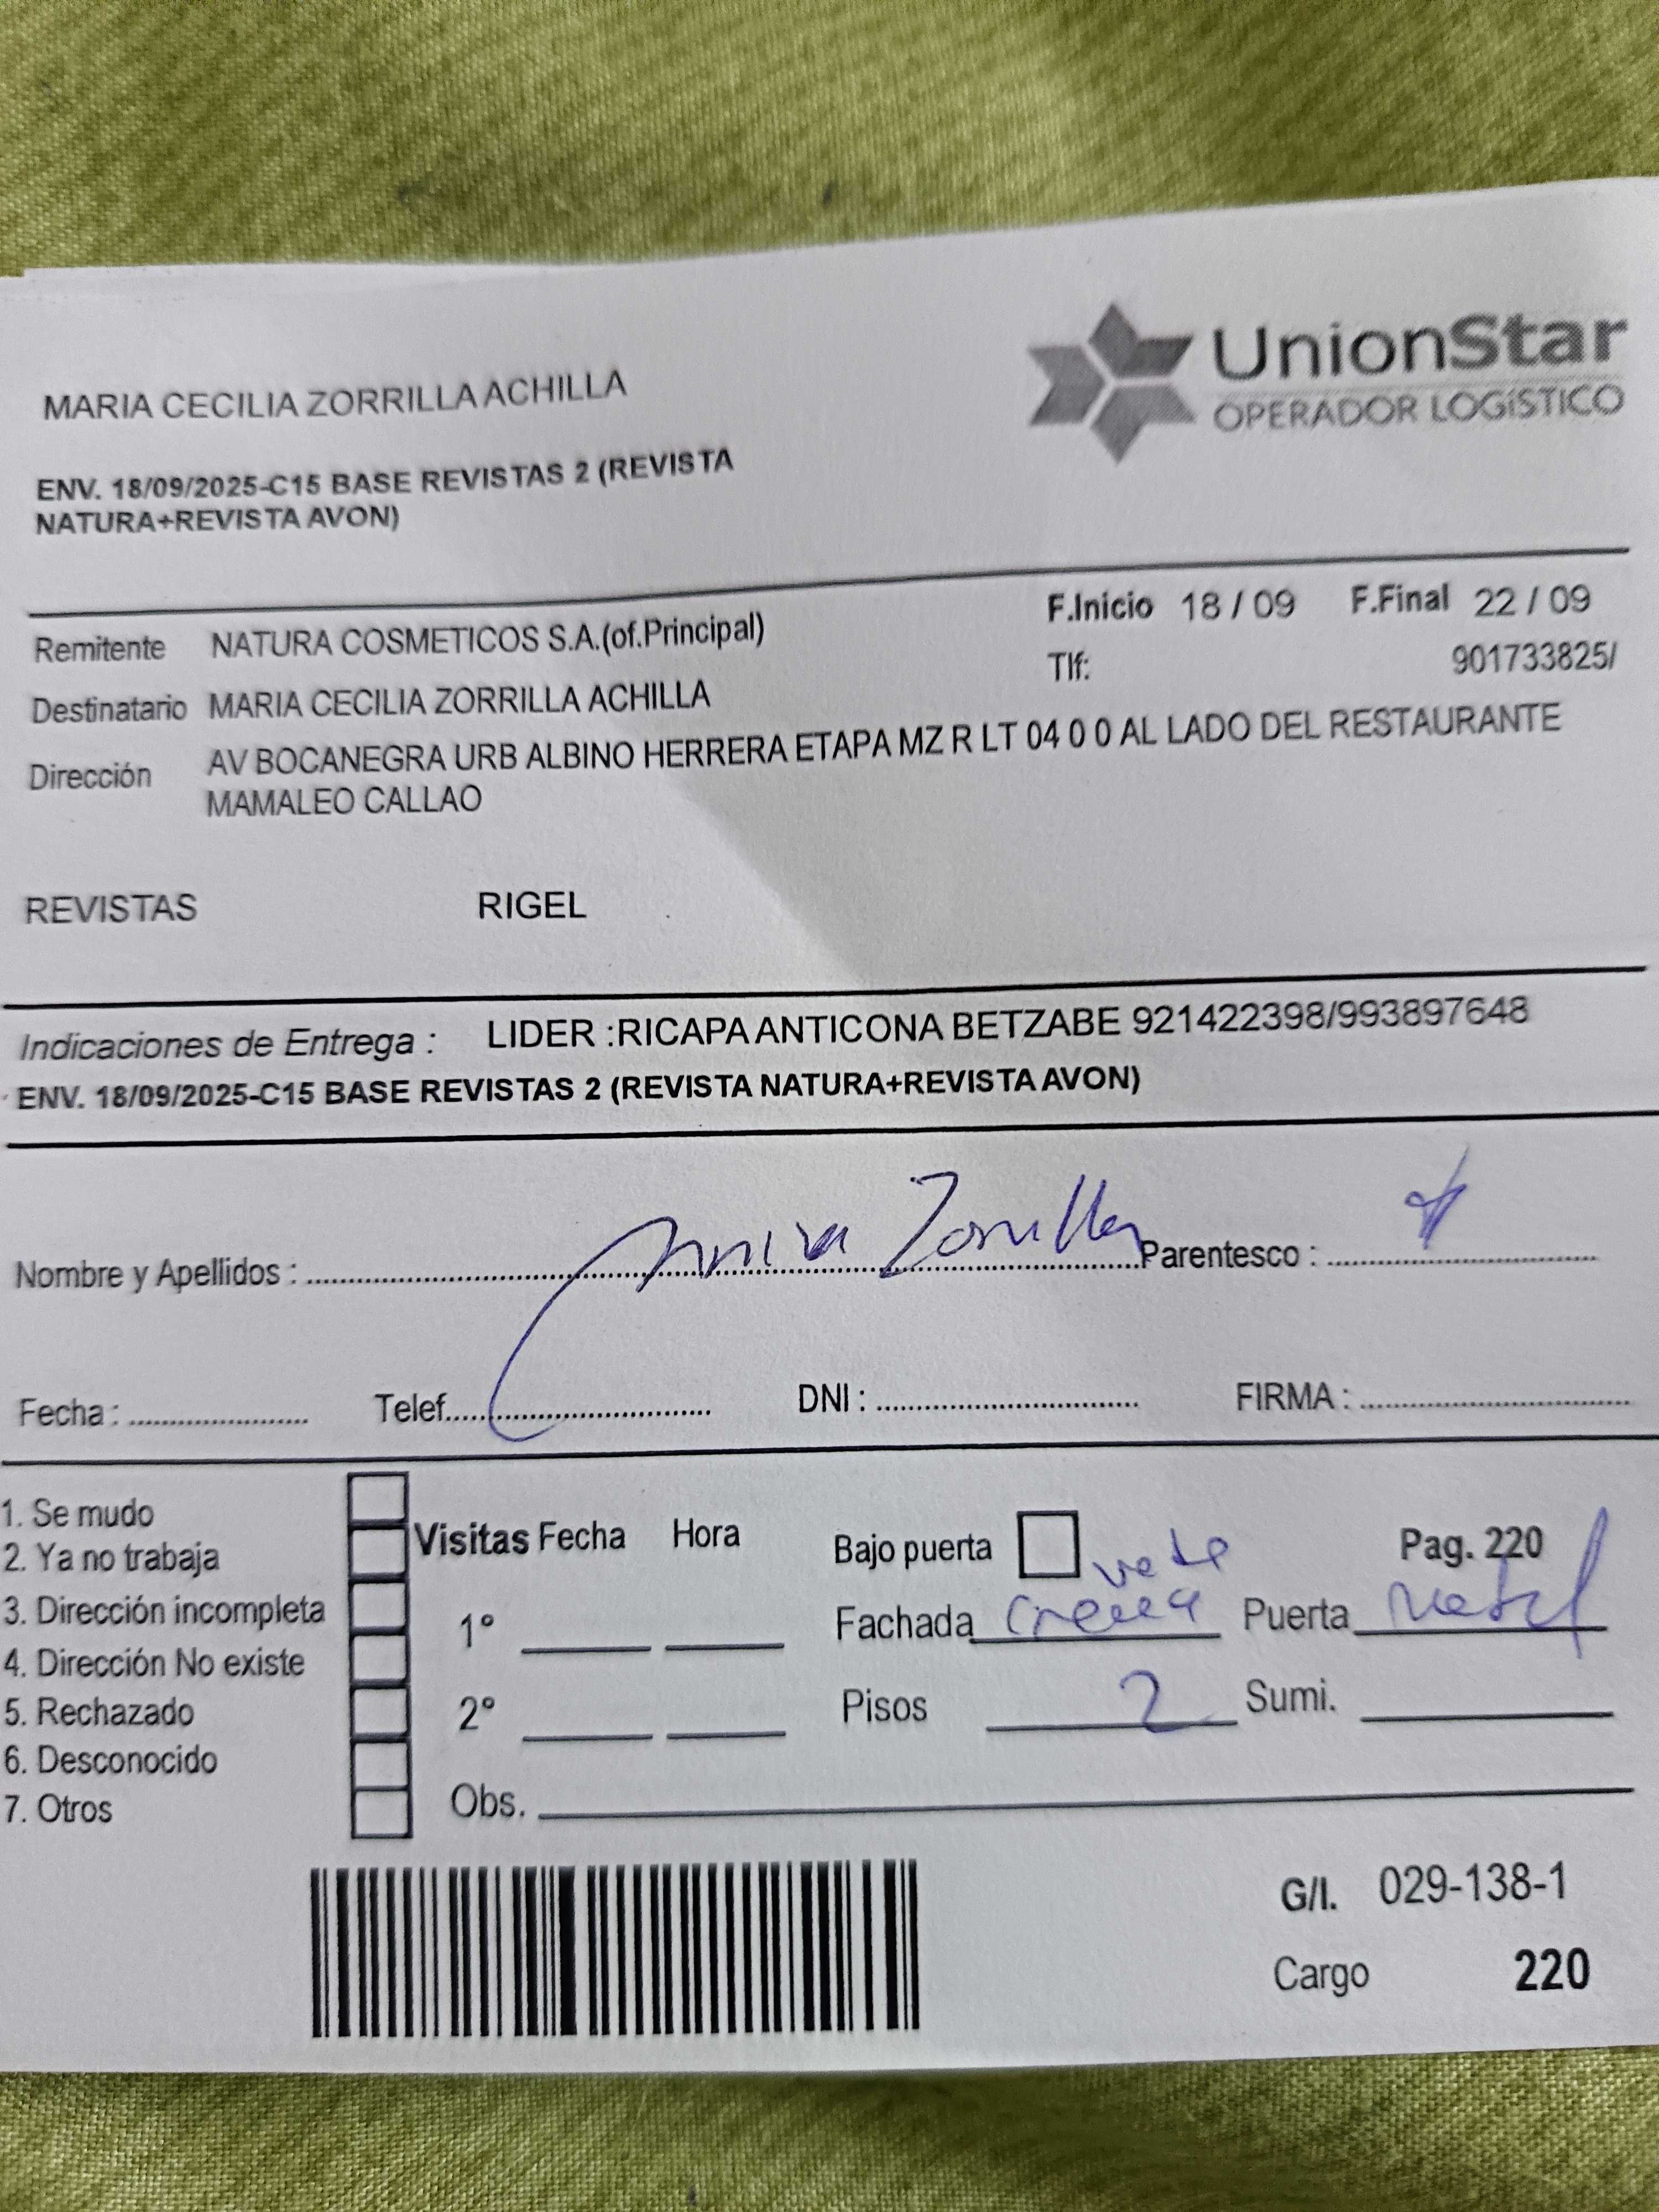 UnionStar
OPERADOR LOGíSTICO
MARIA CECILIA ZORRILLA ACHILLA
ENV. 18/09/2025-C15 BASE REVISTAS 2 (REVISTA
NATURA+REVISTA AVON)
F.Inicio 18 / 09 F.Final 22 / 09
Remitente NATURA COSMETICOS S.A.(of.Principal)
Tlf: 901733825/
Destinatario MARIA CECILIA ZORRILLA ACHILLA
Dirección AV BOCANEGRA URB ALBINO HERRERA ETAPA MZ R LT 04 0 0 AL LADO DEL RESTAURANTE
MAMALEO CALLAO
REVISTAS RIGEL
Indicaciones de Entrega : LIDER :RICAPA ANTICONA BETZABE 921422398/993897648
ENV. 18/09/2025-C15 BASE REVISTAS 2 (REVISTA NATURA+REVISTA AVON)
Nombre y Apellidos : Zorrilla Parentesco :
Fecha : Telef. DNI : FIRMA :
1. Se mudo
2. Ya no trabaja
3. Dirección incompleta
4. Dirección No existe
5. Rechazado
6. Desconocido
7. Otros
Visitas Fecha Hora
1°
2°
Obs.
Bajo puerta Pag. 220
Fachada crema Puerta metal
Pisos 2 Sumi.
G/I. 029-138-1
Cargo 220